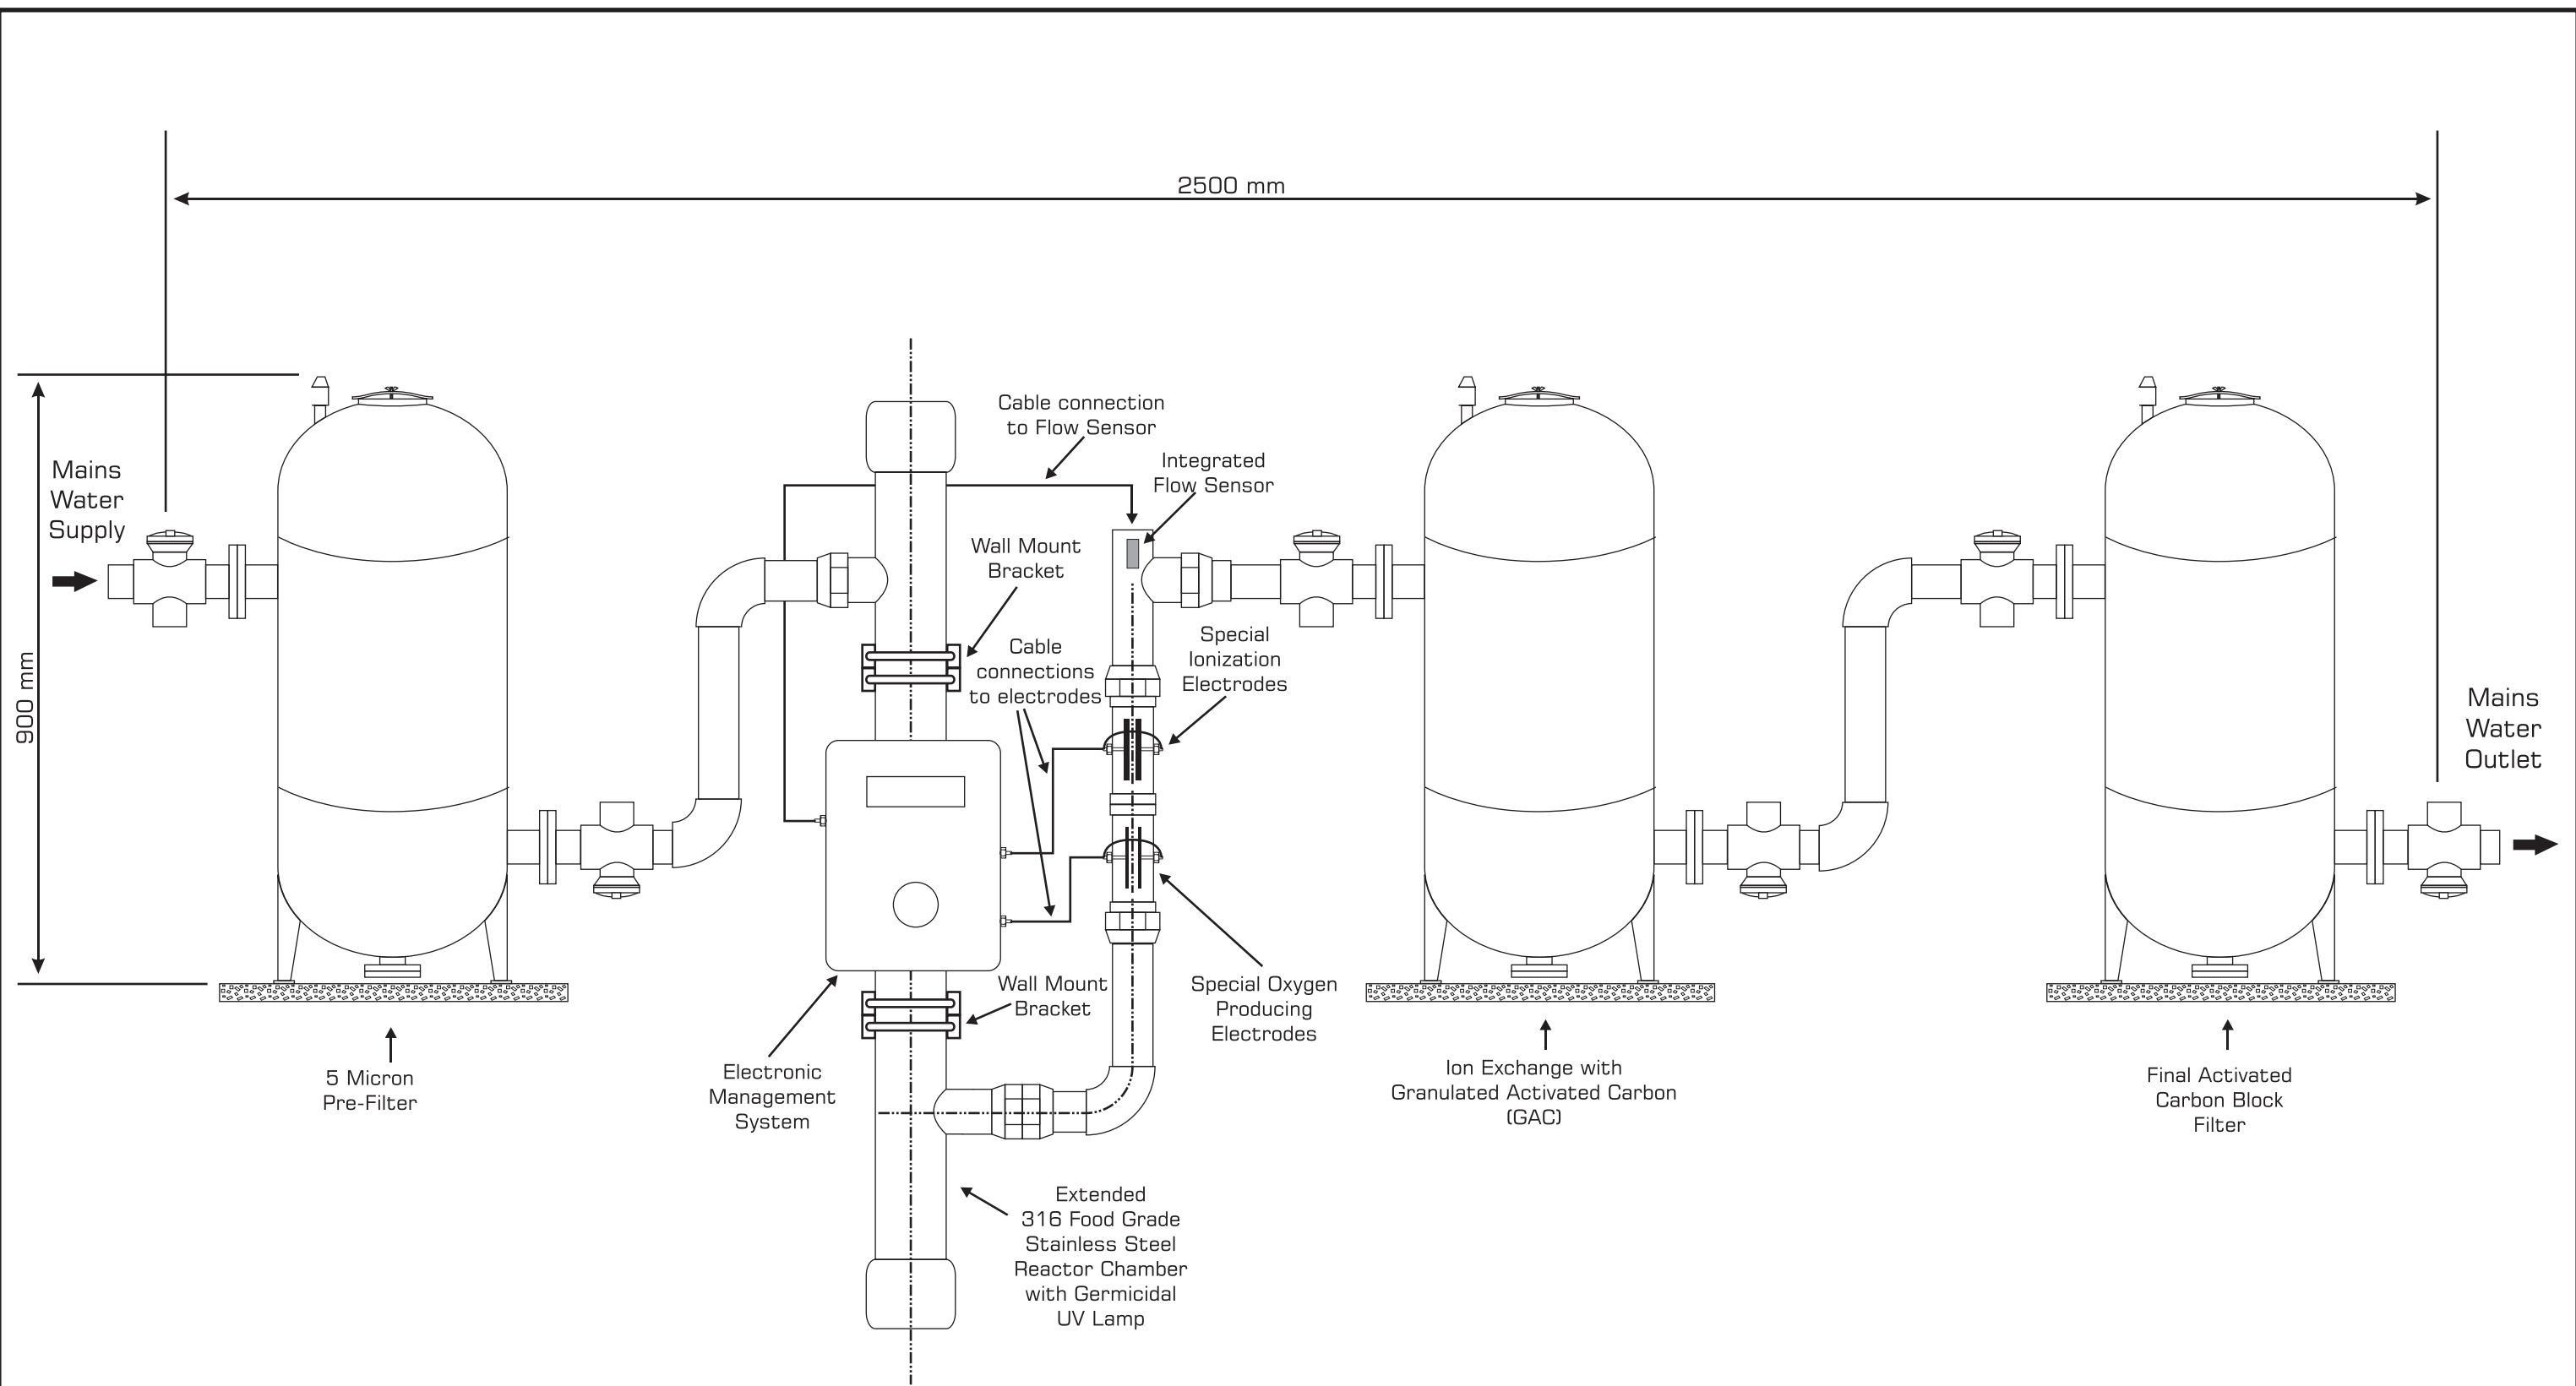 2500 mm
900 mm
Mains
Water
Supply
Cable connection
to Flow Sensor
Integrated
Flow Sensor
Wall Mount
Bracket
Cable
connections
to electrodes
Special
Ionization
Electrodes
Mains
Water
Outlet
5 Micron
Pre-Filter
Electronic
Management
System
Wall Mount
Bracket
Special Oxygen
Producing
Electrodes
Ion Exchange with
Granulated Activated Carbon
(GAC)
Final Activated
Carbon Block
Filter
Extended
316 Food Grade
Stainless Steel
Reactor Chamber
with Germicidal
UV Lamp